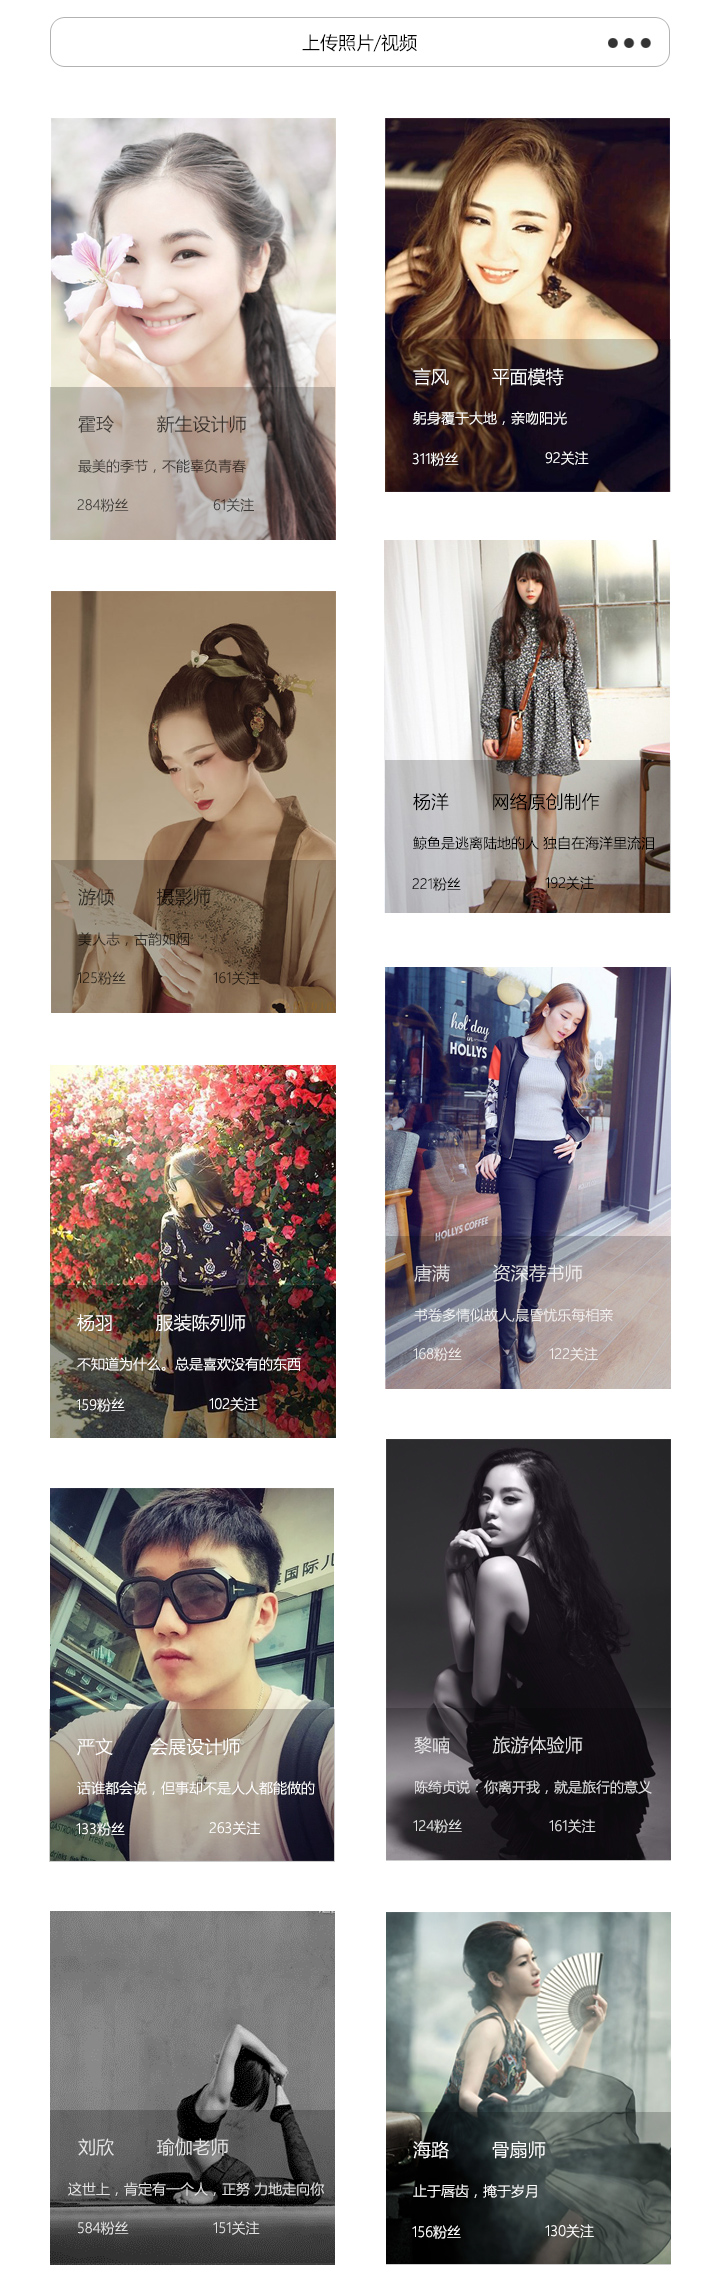 上传照片/视频
霍玲 新生设计师
最美的季节，不能辜负青春
284粉丝 61关注
言风 平面模特
躬身覆于大地，亲吻阳光
311粉丝 92关注
游倾 摄影师
美人志，古韵如烟
125粉丝 161关注
杨洋 网络原创制作
鲸鱼是逃离陆地的人 独自在海洋里流泪
221粉丝 192关注
hol'day
in
HOLLYS
HOLLYS COFFEE
唐满 资深荐书师
书卷多情似故人,晨昏忧乐每相亲
168粉丝 122关注
杨羽 服装陈列师
不知道为什么。总是喜欢没有的东西
159粉丝 102关注
国际儿
严文 会展设计师
话谁都会说，但事却不是人人都能做的
133粉丝 263关注
黎喃 旅游体验师
陈绮贞说：你离开我，就是旅行的意义
124粉丝 161关注
刘欣 瑜伽老师
这世上，肯定有一个人，正努 力地走向你
584粉丝 151关注
海路 骨扇师
止于唇齿，掩于岁月
156粉丝 130关注